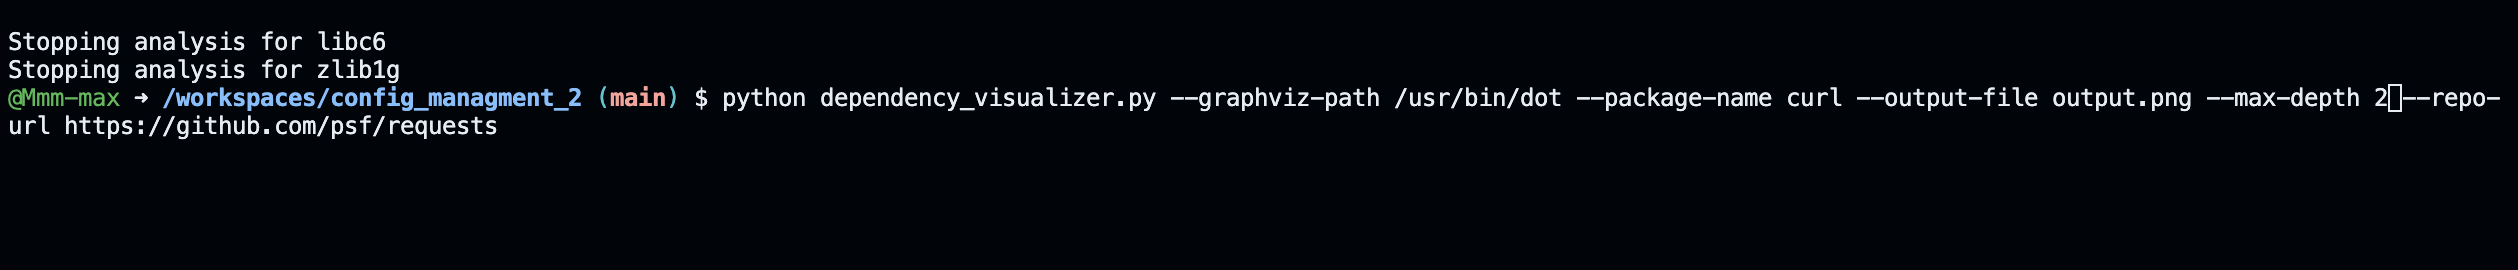 Stopping analysis for libc6
Stopping analysis for zlib1g
@Mmm-max ➜ /workspaces/config_managment_2 (main) $ python dependency_visualizer.py --graphviz-path /usr/bin/dot --package-name curl --output-file output.png --max-depth 2 --repo-
url https://github.com/psf/requests